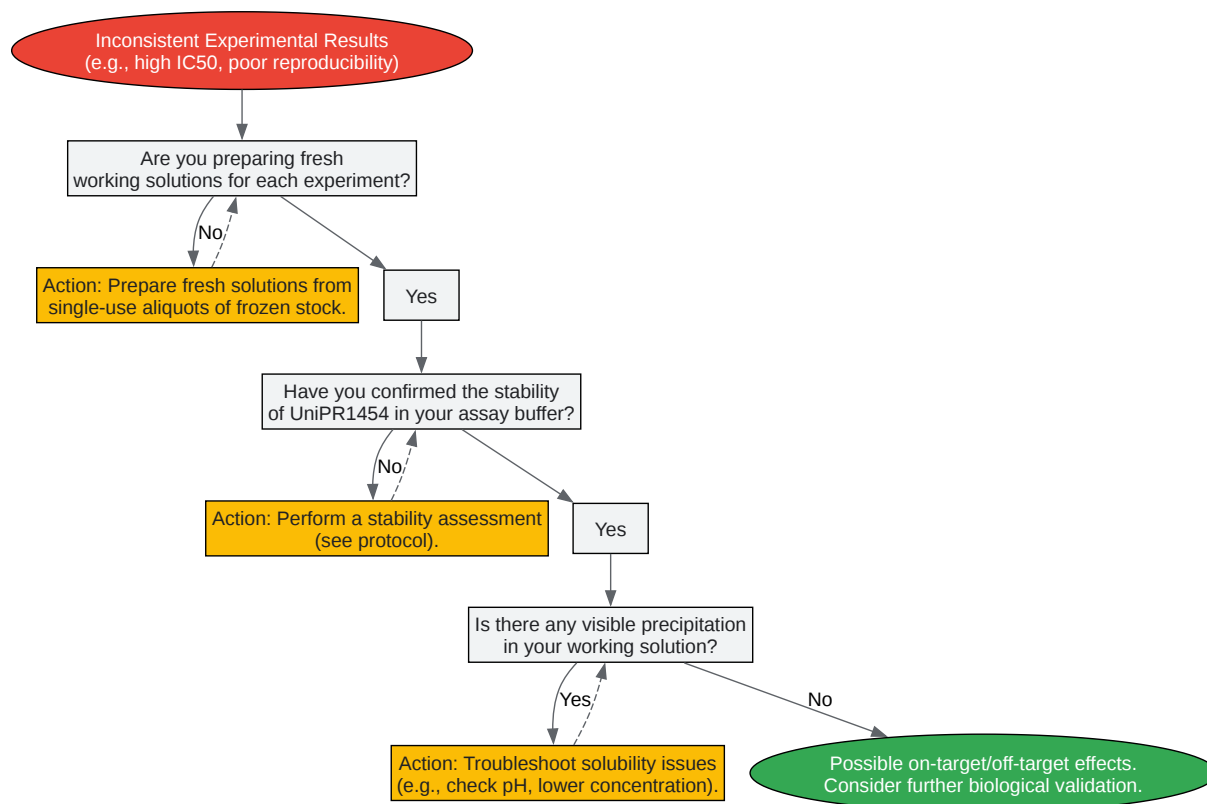 Inconsistent Experimental Results
(e.g., high IC50, poor reproducibility)
Are you preparing fresh
working solutions for each experiment?
No
Action: Prepare fresh solutions from
single-use aliquots of frozen stock.
Yes
Have you confirmed the stability
of UniPR1454 in your assay buffer?
No
Action: Perform a stability assessment
(see protocol).
Yes
Is there any visible precipitation
in your working solution?
Yes
No
Action: Troubleshoot solubility issues
(e.g., check pH, lower concentration).
Possible on-target/off-target effects.
Consider further biological validation.